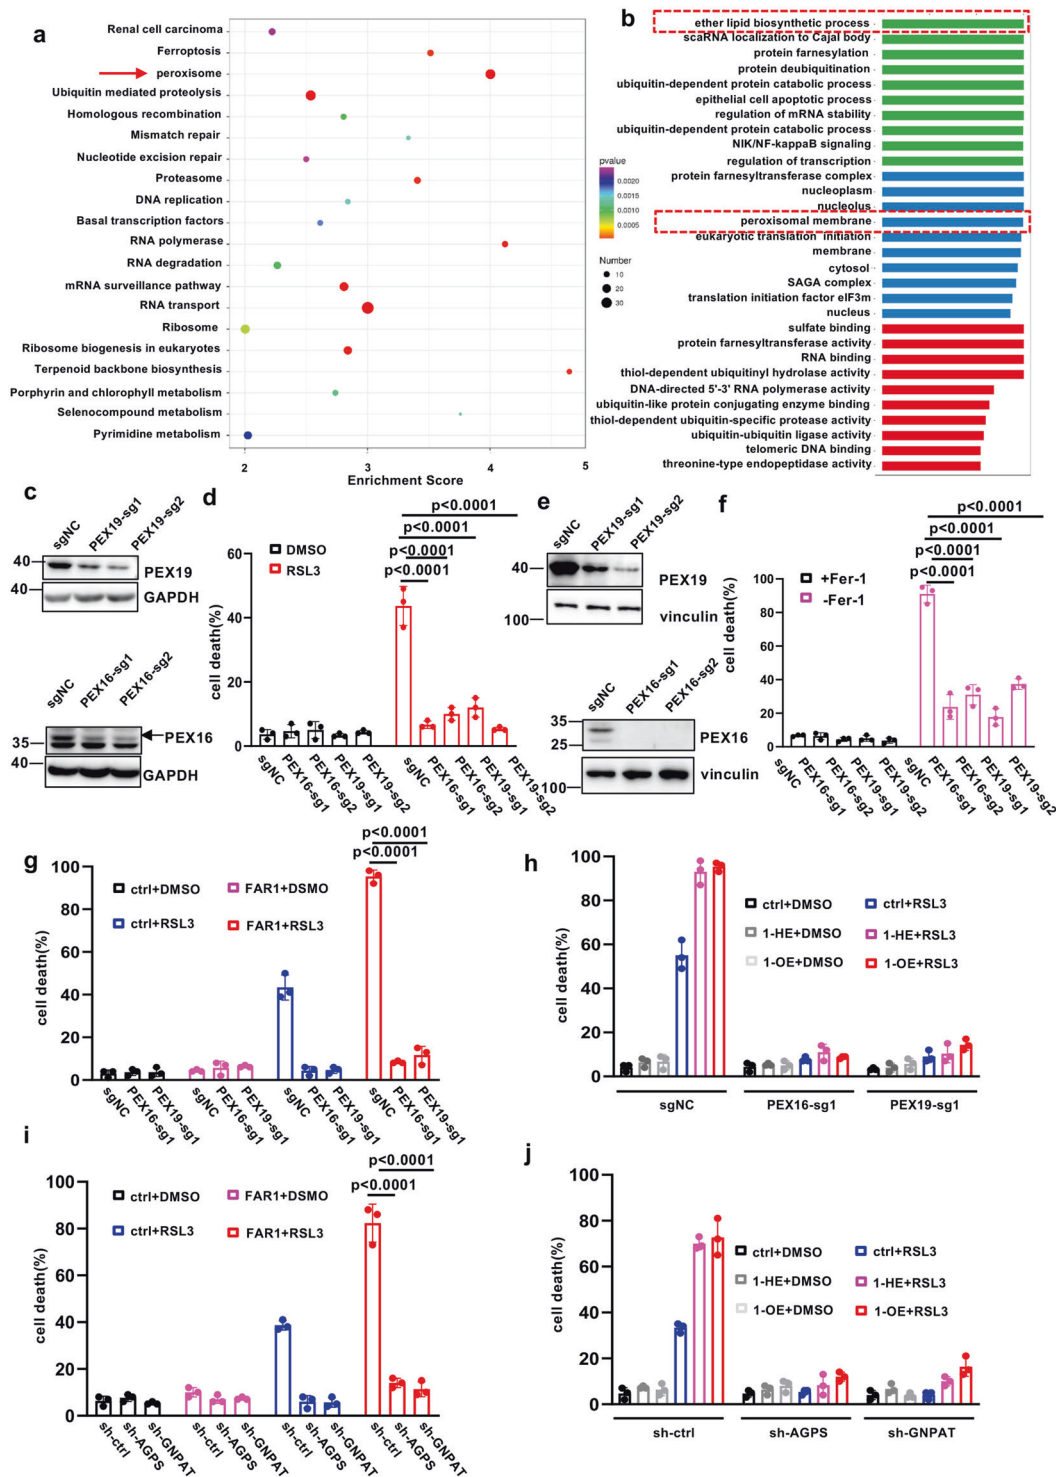 a
Renal cell carcinoma
Ferroptosis
peroxisome
Ubiquitin mediated proteolysis
Homologous recombination
Mismatch repair
Nucleotide excision repair
Proteasome
DNA replication
Basal transcription factors
RNA polymerase
RNA degradation
mRNA surveillance pathway
RNA transport
Ribosome
Ribosome biogenesis in eukaryotes
Terpenoid backbone biosynthesis
Porphyrin and chlorophyll metabolism
Selenocompound metabolism
Pyrimidine metabolism
2 3 4 5
Enrichment Score
pvalue
0.0020
0.0015
0.0010
0.0005
Number
10
20
30
b
ether lipid biosynthetic process
scaRNA localization to Cajal body
protein farnesylation
protein deubiquitination
ubiquitin-dependent protein catabolic process
epithelial cell apoptotic process
regulation of mRNA stability
ubiquitin-dependent protein catabolic process
NIK/NF-kappaB signaling
regulation of transcription
protein farnesyltransferase complex
nucleoplasm
nucleolus
peroxisomal membrane
eukaryotic translation initiation
membrane
cytosol
SAGA complex
translation initiation factor eIF3m
nucleus
sulfate binding
protein farnesyltransferase activity
RNA binding
thiol-dependent ubiquitinyl hydrolase activity
DNA-directed 5'-3' RNA polymerase activity
ubiquitin-like protein conjugating enzyme binding
thiol-dependent ubiquitin-specific protease activity
ubiquitin-ubiquitin ligase activity
telomeric DNA binding
threonine-type endopeptidase activity
c
sgNC PEX19-sg1 PEX19-sg2
40 PEX19
40 GAPDH
sgNC PEX16-sg1 PEX16-sg2
35 PEX16
40 GAPDH
d
p<0.0001
p<0.0001
p<0.0001
DMSO
RSL3
cell death(%)
60
40
20
0
sgNC PEX16-sg1 PEX16-sg2 PEX19-sg1 PEX19-sg2 sgNC PEX16-sg1 PEX16-sg2 PEX19-sg1 PEX19-sg2
e
sgNC PEX19-sg1 PEX19-sg2
40 PEX19
100 vinculin
sgNC PEX16-sg1 PEX16-sg2
35
25
PEX16
100 vinculin
f
p<0.0001
p<0.0001
p<0.0001
p<0.0001
+Fer-1
-Fer-1
cell death(%)
100
80
60
40
20
0
sgNC PEX16-sg1 PEX16-sg2 PEX19-sg1 PEX19-sg2 sgNC PEX16-sg1 PEX16-sg2 PEX19-sg1 PEX19-sg2
g
p<0.0001
p<0.0001
ctrl+DMSO FAR1+DSMO
ctrl+RSL3 FAR1+RSL3
cell death(%)
100
80
60
40
20
0
sgNC PEX16-sg1 PEX19-sg1 sgNC PEX16-sg1 PEX19-sg1 sgNC PEX16-sg1 PEX19-sg1 sgNC PEX16-sg1 PEX19-sg1
h
ctrl+DMSO ctrl+RSL3
1-HE+DMSO 1-HE+RSL3
1-OE+DMSO 1-OE+RSL3
cell death(%)
100
80
60
40
20
0
sgNC PEX16-sg1 PEX19-sg1
i
p<0.0001
p<0.0001
ctrl+DMSO FAR1+DSMO
ctrl+RSL3 FAR1+RSL3
cell death(%)
100
80
60
40
20
0
sh-ctrl sh-AGPS sh-GNPAT sh-ctrl sh-AGPS sh-GNPAT sh-ctrl sh-AGPS sh-GNPAT sh-ctrl sh-AGPS sh-GNPAT
j
ctrl+DMSO ctrl+RSL3
1-HE+DMSO 1-HE+RSL3
1-OE+DMSO 1-OE+RSL3
cell death(%)
100
80
60
40
20
0
sh-ctrl sh-AGPS sh-GNPAT